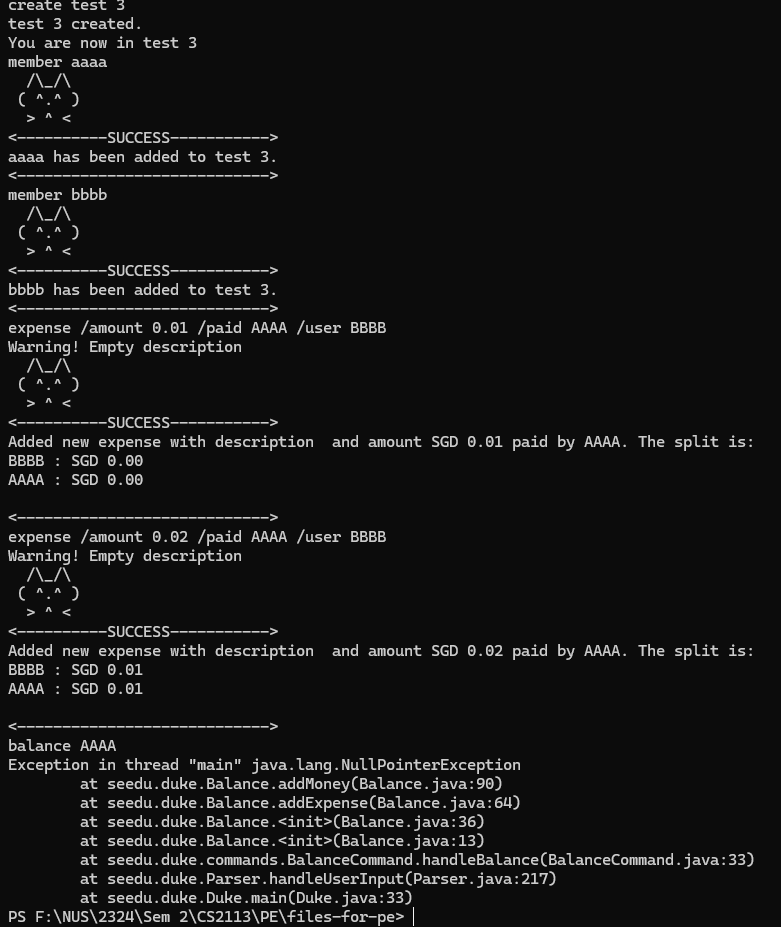 create test 3
test 3 created.
You are now in test 3
member aaaa
  /\_/\
 ( ^.^ )
  > ^ <
<----------SUCCESS----------->
aaaa has been added to test 3.
<---------------------------->
member bbbb
  /\_/\
 ( ^.^ )
  > ^ <
<----------SUCCESS----------->
bbbb has been added to test 3.
<---------------------------->
expense /amount 0.01 /paid AAAA /user BBBB
Warning! Empty description
  /\_/\
 ( ^.^ )
  > ^ <
<----------SUCCESS----------->
Added new expense with description  and amount SGD 0.01 paid by AAAA. The split is:
BBBB : SGD 0.00
AAAA : SGD 0.00

<---------------------------->
expense /amount 0.02 /paid AAAA /user BBBB
Warning! Empty description
  /\_/\
 ( ^.^ )
  > ^ <
<----------SUCCESS----------->
Added new expense with description  and amount SGD 0.02 paid by AAAA. The split is:
BBBB : SGD 0.01
AAAA : SGD 0.01

<---------------------------->
balance AAAA
Exception in thread "main" java.lang.NullPointerException
        at seedu.duke.Balance.addMoney(Balance.java:90)
        at seedu.duke.Balance.addExpense(Balance.java:64)
        at seedu.duke.Balance.<init>(Balance.java:36)
        at seedu.duke.Balance.<init>(Balance.java:13)
        at seedu.duke.commands.BalanceCommand.handleBalance(BalanceCommand.java:33)
        at seedu.duke.Parser.handleUserInput(Parser.java:217)
        at seedu.duke.Duke.main(Duke.java:33)
PS F:\NUS\2324\Sem 2\CS2113\PE\files-for-pe>